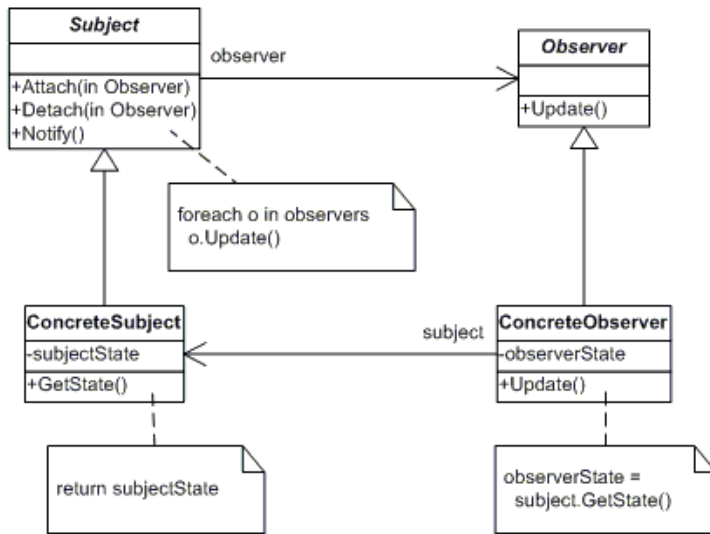 Subject
+Attach(in Observer)
+Detach(in Observer)
+Notify()
observer
Observer
+Update()
foreach o in observers
o.Update()
ConcreteSubject
-subjectState
+GetState()
subject
ConcreteObserver
-observerState
+Update()
return subjectState
observerState =
subject.GetState()